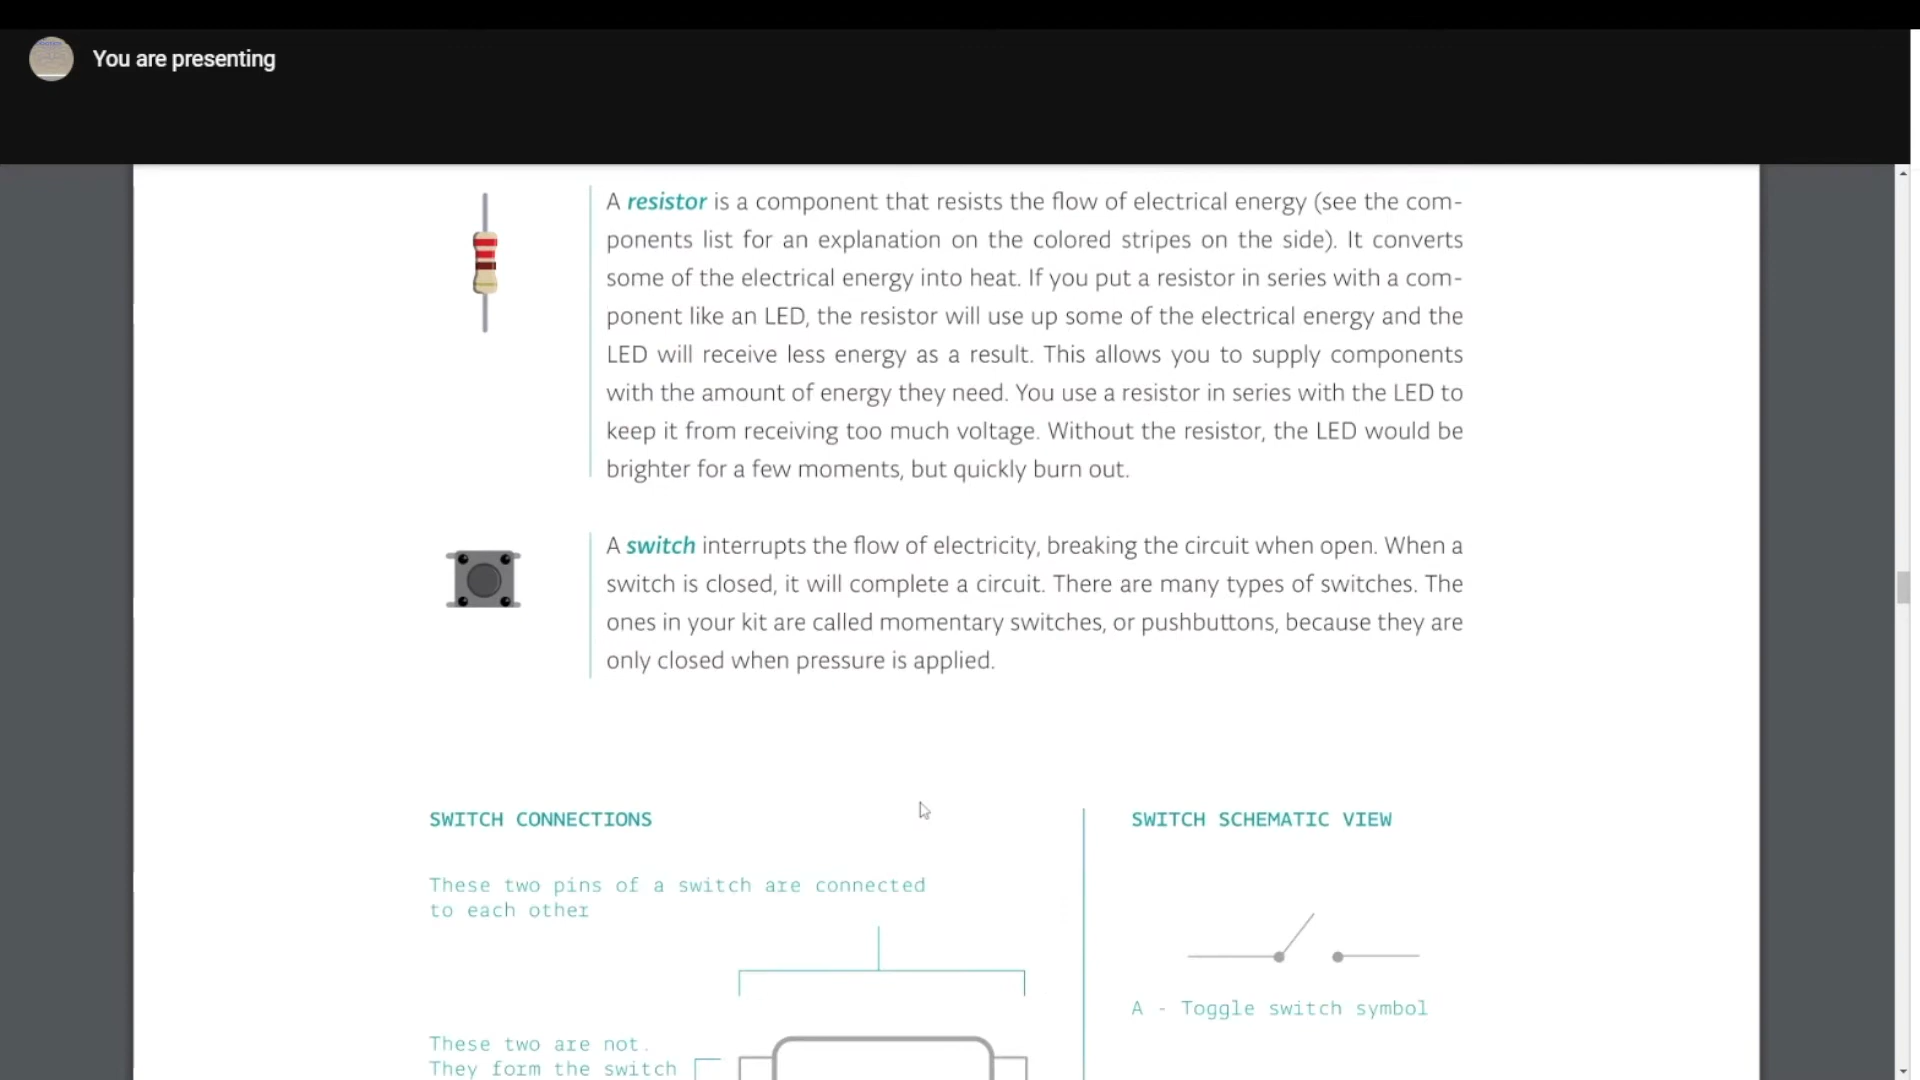 You are presenting
A resistor is a component that resists the flow of electrical energy (see the com-
ponents list for an explanation on the colored stripes on the side). It converts
some of the electrical energy into heat. If you put a resistor in series with a com-
ponent like an LED, the resistor will use up some of the electrical energy and the
LED will receive less energy as a result. This allows you to supply components
with the amount of energy they need. You use a resistor in series with the LED to
keep it from receiving too much voltage. Without the resistor, the LED would be
brighter for a few moments, but quickly burn out.
A switch interrupts the flow of electricity, breaking the circuit when open. When a
switch is closed, it will complete a circuit. There are many types of switches. The
ones in your kit are called momentary switches, or pushbuttons, because they are
only closed when pressure is applied.
SWITCH CONNECTIONS
These two pins of a switch are connected
to each other
These two are not.
They form the switch
SWITCH SCHEMATIC VIEW
A - Toggle switch symbol